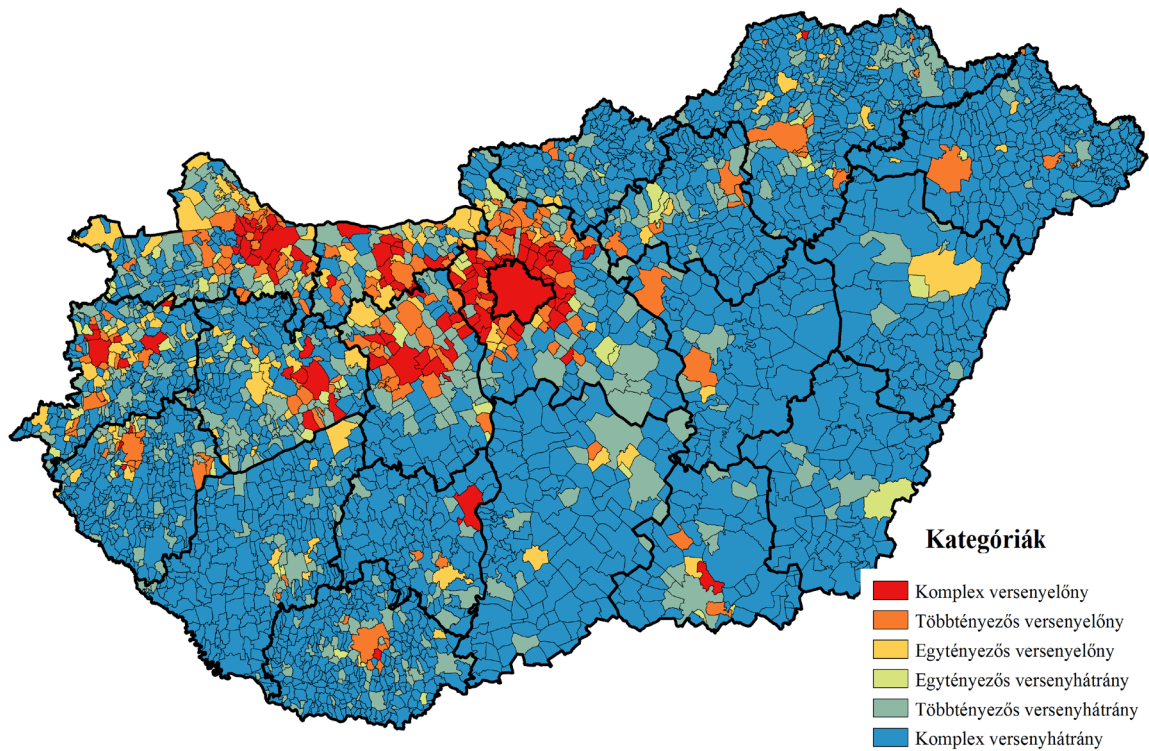 Kategóriák
Komplex versenyelőny
Többtényezős versenyelőny
Egytényezős versenyelőny
Egytényezős versenyhátrány
Többtényezős versenyhátrány
Komplex versenyhátrány